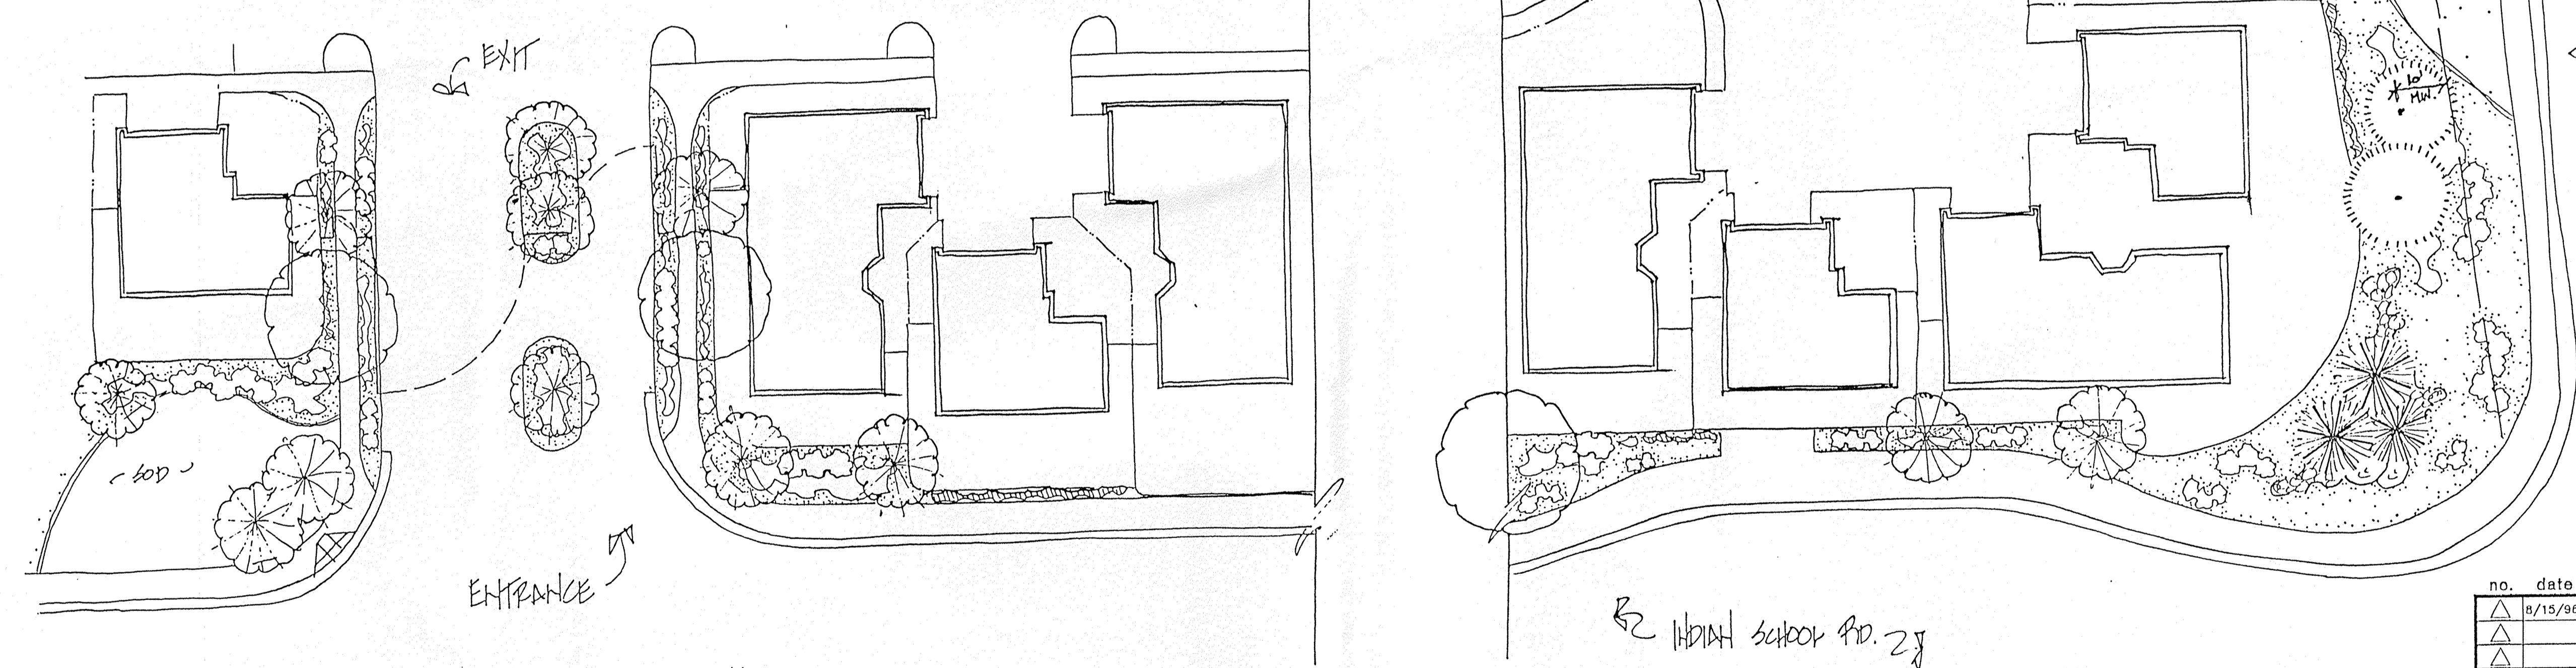 EXIT
10'
MW.
SOD
ENTRANCE
INDIAN SCHOOL RD.
no. date
8/15/96